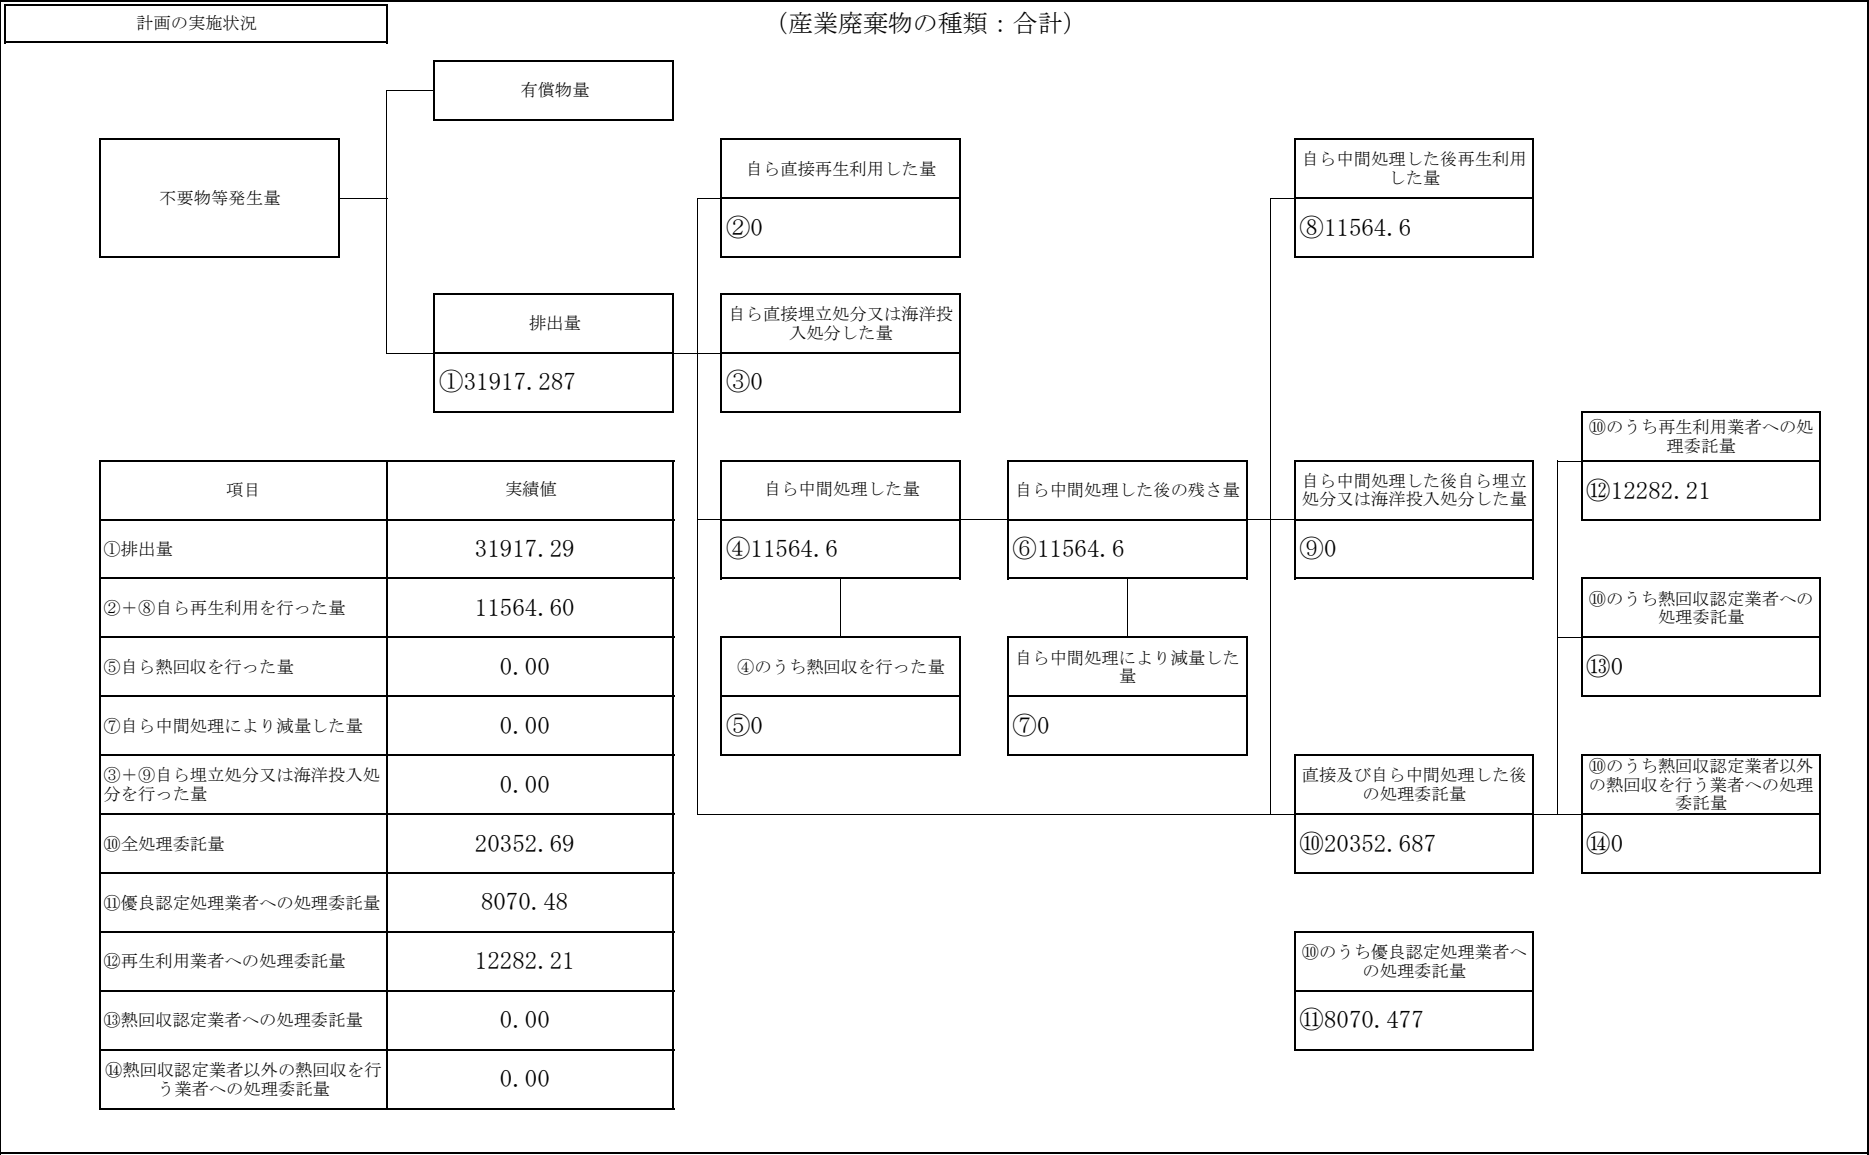 計画の実施状況
（産業廃棄物の種類：合計）
有償物量
不要物等発生量
自ら直接再生利用した量
②0
自ら中間処理した後再生利用
した量
⑧11564.6
排出量
①31917.287
自ら直接埋立処分又は海洋投
入処分した量
③0
⑩のうち再生利用業者への処
理委託量
⑫12282.21
自ら中間処理した量
④11564.6
自ら中間処理した後の残さ量
⑥11564.6
自ら中間処理した後自ら埋立
処分又は海洋投入処分した量
⑨0
⑩のうち熱回収認定業者への
処理委託量
⑬0
④のうち熱回収を行った量
⑤0
自ら中間処理により減量した
量
⑦0
直接及び自ら中間処理した後
の処理委託量
⑩20352.687
⑩のうち熱回収認定業者以外
の熱回収を行う業者への処理
委託量
⑭0
⑩のうち優良認定処理業者へ
の処理委託量
⑪8070.477
項目 実績値
①排出量 31917.29
②＋⑧自ら再生利用を行った量 11564.60
⑤自ら熱回収を行った量 0.00
⑦自ら中間処理により減量した量 0.00
③＋⑨自ら埋立処分又は海洋投入処
分を行った量 0.00
⑩全処理委託量 20352.69
⑪優良認定処理業者への処理委託量 8070.48
⑫再生利用業者への処理委託量 12282.21
⑬熱回収認定業者への処理委託量 0.00
⑭熱回収認定業者以外の熱回収を行
う業者への処理委託量 0.00